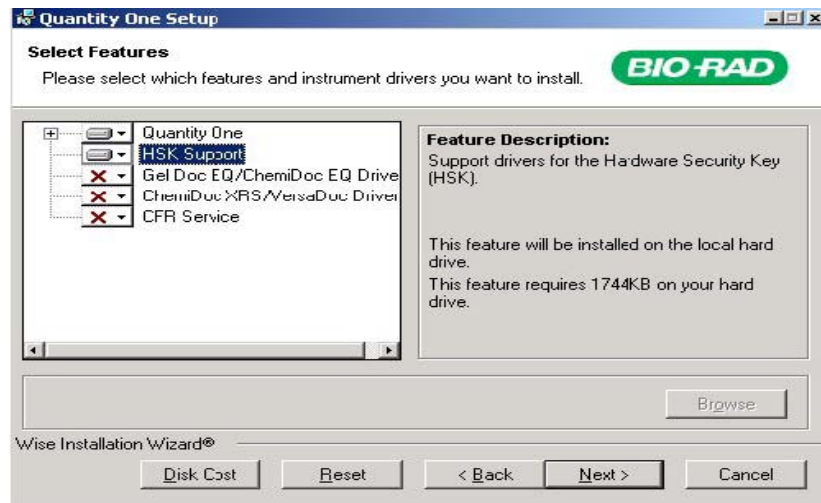 Quantity One Setup
Select Features
Please select which features and instrument drivers you want to install.
BIO-RAD
Quantity One
HSK Support
Gel Doc EQ/ChemiDoc EQ Drive
ChemiDoc XRS/VersaDoc Driver
CFR Service
Feature Description:
Support drivers for the Hardware Security Key
(HSK).
This feature will be installed on the local hard
drive.
This feature requires 1744KB on your hard
drive.
Browse
Wise Installation Wizard®
Disk Cost
Reset
< Back
Next >
Cancel